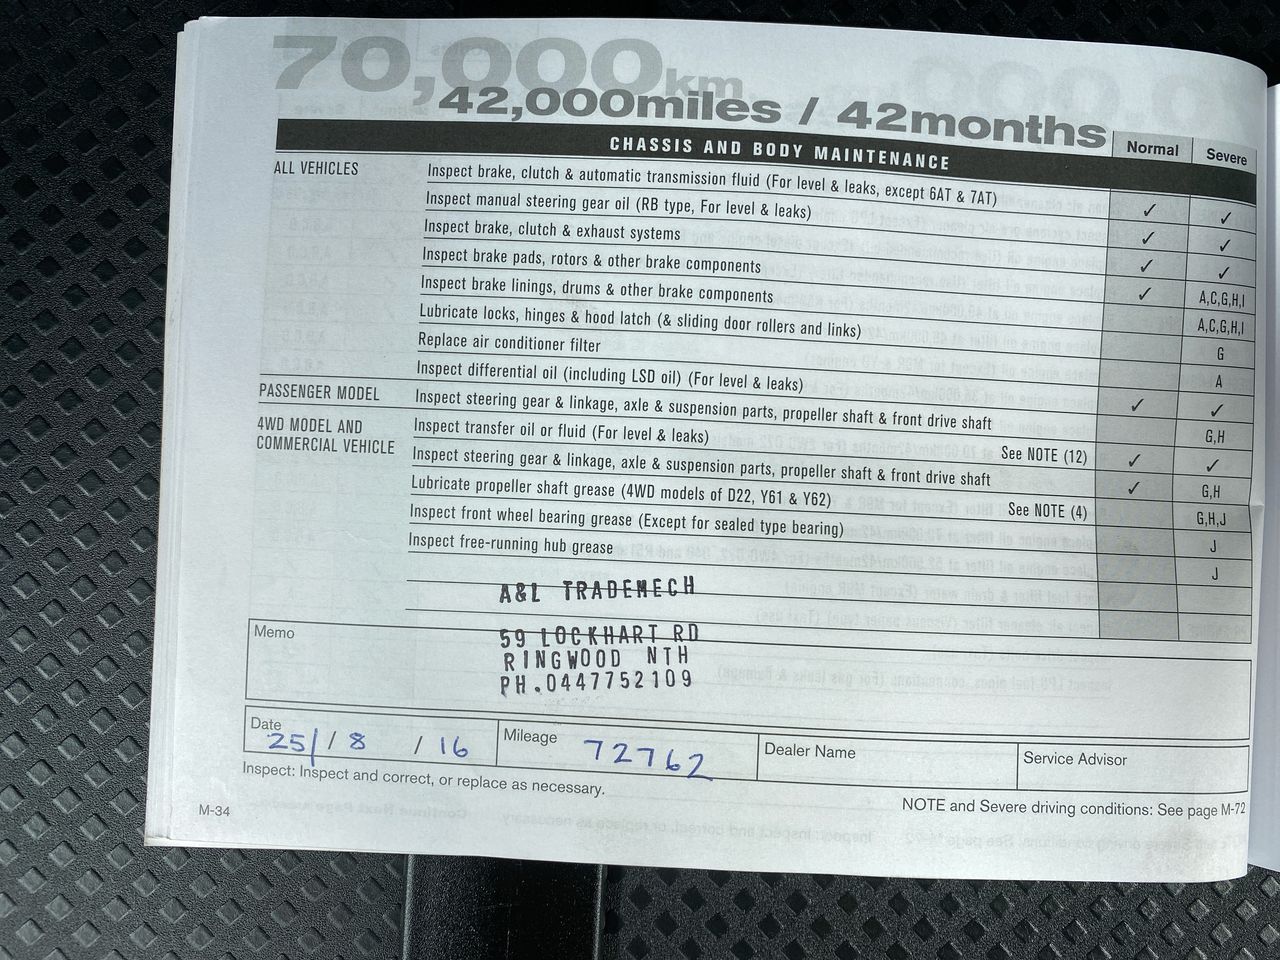 70,000km
42,000miles / 42months
CHASSIS AND BODY MAINTENANCE Normal Severe
ALL VEHICLES Inspect brake, clutch & automatic transmission fluid (For level & leaks, except 6AT & 7AT) ✓ ✓
Inspect manual steering gear oil (RB type, For level & leaks) ✓ ✓
Inspect brake, clutch & exhaust systems ✓ ✓
Inspect brake pads, rotors & other brake components ✓ A,C,G,H,I
Inspect brake linings, drums & other brake components A,C,G,H,I
Lubricate locks, hinges & hood latch (& sliding door rollers and links) G
Replace air conditioner filter A
Inspect differential oil (including LSD oil) (For level & leaks) ✓ ✓
PASSENGER MODEL Inspect steering gear & linkage, axle & suspension parts, propeller shaft & front drive shaft G,H
4WD MODEL AND COMMERCIAL VEHICLE Inspect transfer oil or fluid (For level & leaks) See NOTE (12) ✓ ✓
Inspect steering gear & linkage, axle & suspension parts, propeller shaft & front drive shaft ✓ G,H
Lubricate propeller shaft grease (4WD models of D22, Y61 & Y62) See NOTE (4) G,H,J
Inspect front wheel bearing grease (Except for sealed type bearing) J
Inspect free-running hub grease J
A&L TRADEMECH
59 LOCKHART RD
Memo
RINGWOOD NTH
PH.0447752109
Date 25/ / 8 / 16 Mileage 72762 Dealer Name Service Advisor
Inspect: Inspect and correct, or replace as necessary.
NOTE and Severe driving conditions: See page M-72
M-34